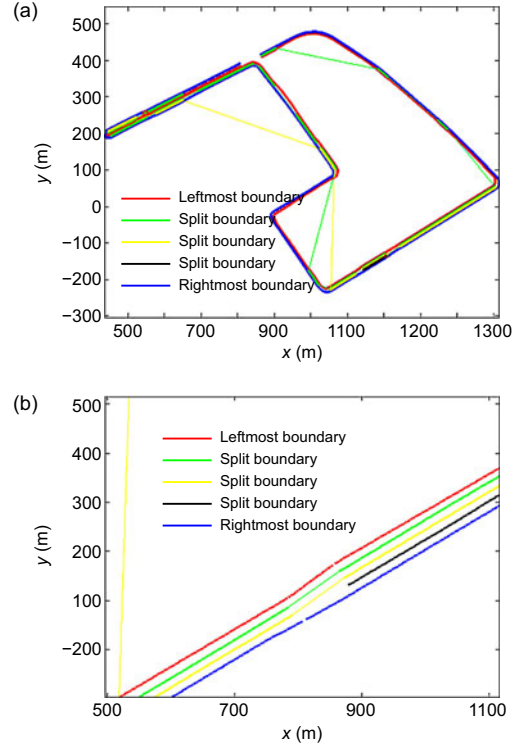 (a)
500
400
300
200
100
0
−100
−200
−300
y (m)
Leftmost boundary
Split boundary
Split boundary
Split boundary
Rightmost boundary
500 700 900 1100 1300
x (m)
(b)
500
400
300
200
100
−200
y (m)
Leftmost boundary
Split boundary
Split boundary
Split boundary
Rightmost boundary
500 700 900 1100
x (m)